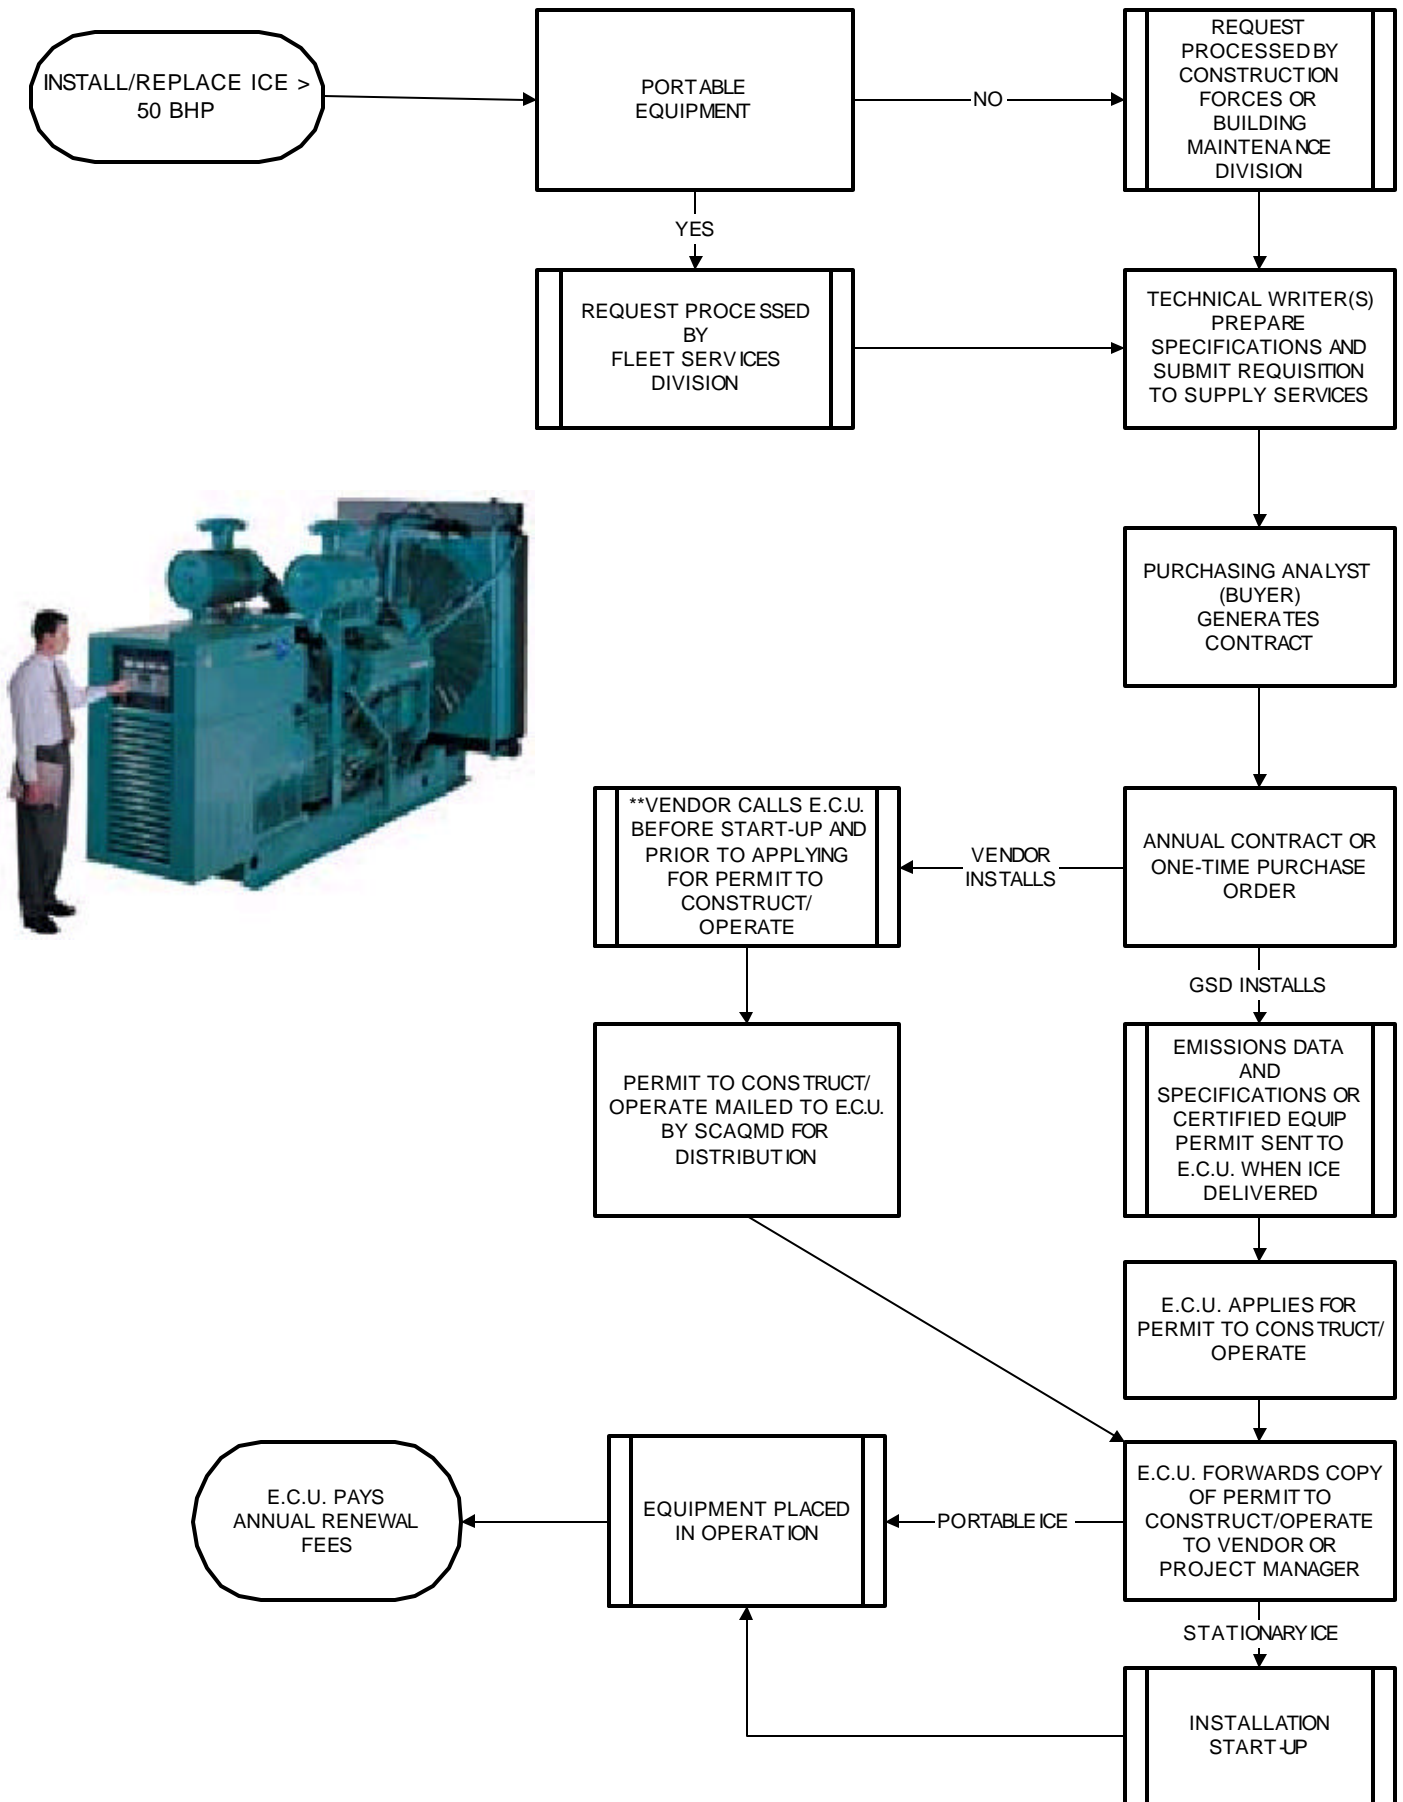 INSTALL/REPLACE ICE >
50 BHP
PORTABLE
EQUIPMENT
NO
REQUEST
PROCESSED BY
CONSTRUCTION
FORCES OR
BUILDING
MAINTENANCE
DIVISION
YES
REQUEST PROCESSED
BY
FLEET SERVICES
DIVISION
TECHNICAL WRITER(S)
PREPARE
SPECIFICATIONS AND
SUBMIT REQUISITION
TO SUPPLY SERVICES
PURCHASING ANALYST
(BUYER)
GENERATES
CONTRACT
**VENDOR CALLS E.C.U.
BEFORE START-UP AND
PRIOR TO APPLYING
FOR PERMIT TO
CONSTRUCT/
OPERATE
VENDOR
INSTALLS
ANNUAL CONTRACT OR
ONE-TIME PURCHASE
ORDER
GSD INSTALLS
PERMIT TO CONSTRUCT/
OPERATE MAILED TO E.C.U.
BY SCAQMD FOR
DISTRIBUTION
EMISSIONS DATA
AND
SPECIFICATIONS OR
CERTIFIED EQUIP
PERMIT SENT TO
E.C.U. WHEN ICE
DELIVERED
E.C.U. APPLIES FOR
PERMIT TO CONSTRUCT/
OPERATE
E.C.U. PAYS
ANNUAL RENEWAL
FEES
EQUIPMENT PLACED
IN OPERATION
PORTABLE ICE
E.C.U. FORWARDS COPY
OF PERMIT TO
CONSTRUCT/OPERATE
TO VENDOR OR
PROJECT MANAGER
STATIONARY ICE
INSTALLATION
START-UP